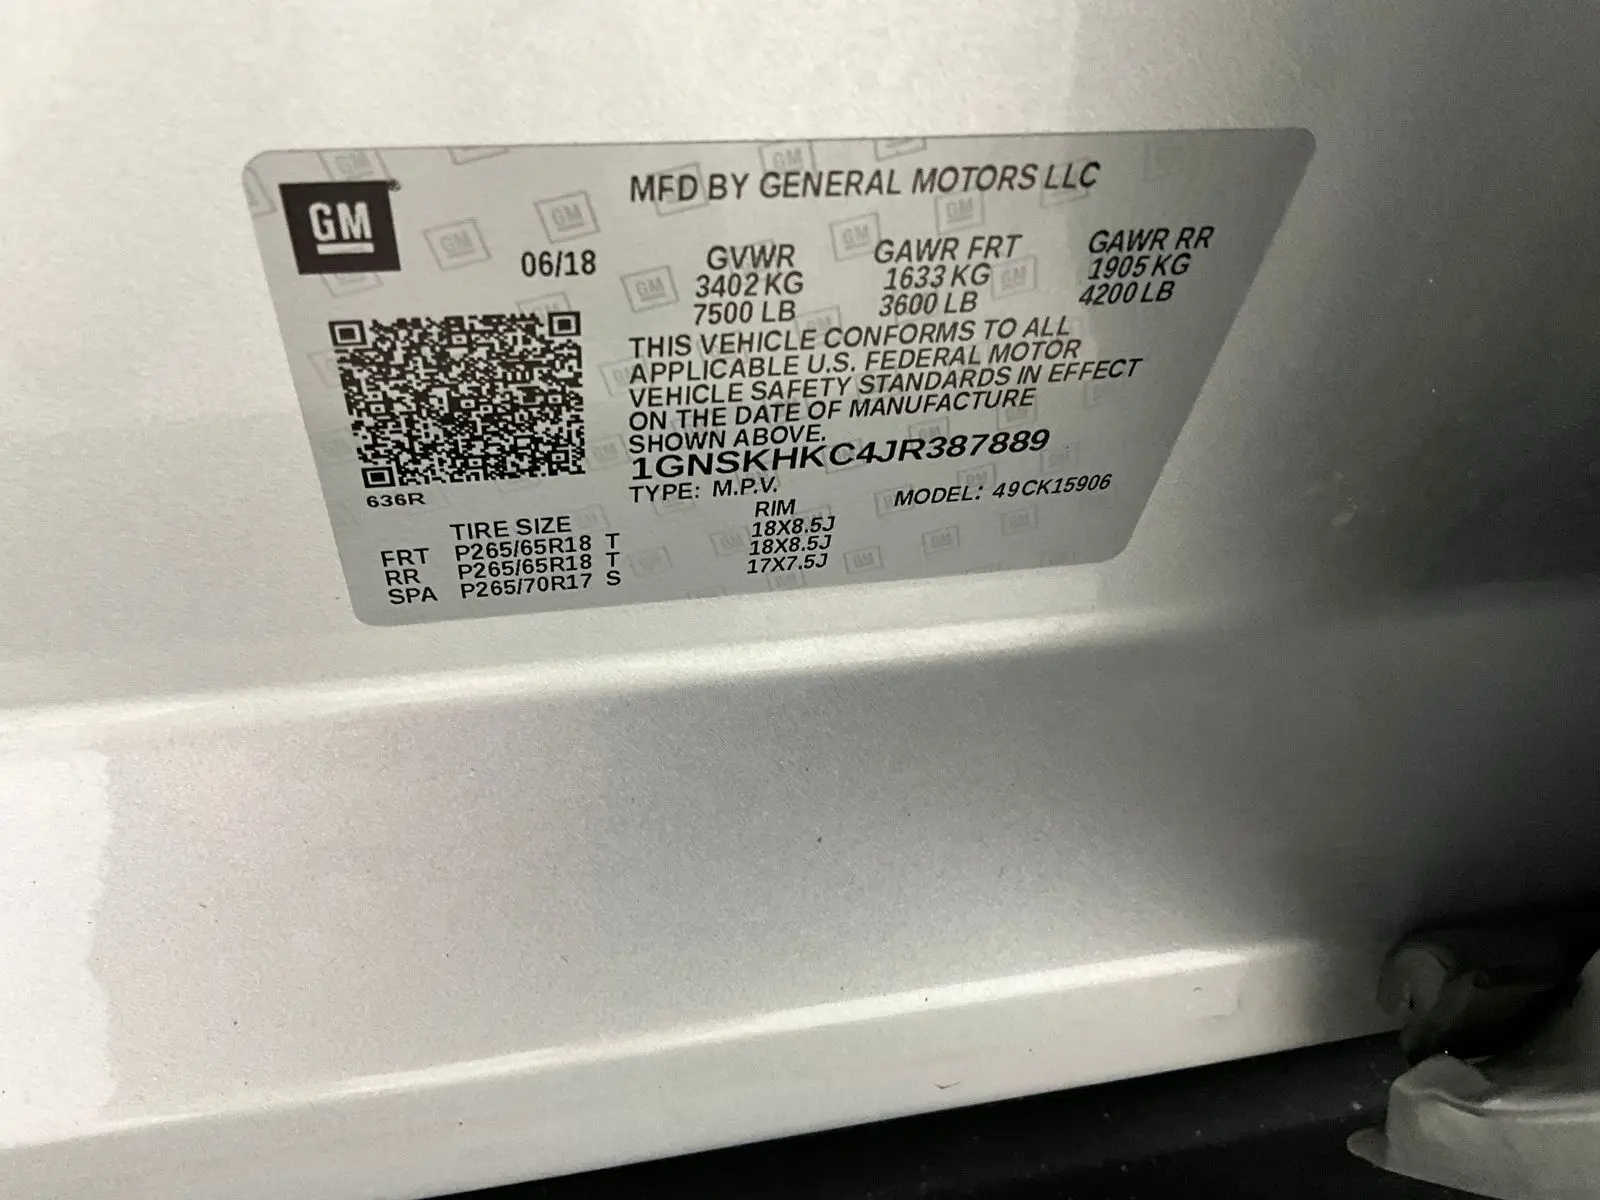 GM
MFD BY GENERAL MOTORS LLC
06/18
GVWR GAWR FRT GAWR RR
3402 KG 1633 KG 1905 KG
7500 LB 3600 LB 4200 LB
THIS VEHICLE CONFORMS TO ALL
APPLICABLE U.S. FEDERAL MOTOR
VEHICLE SAFETY STANDARDS IN EFFECT
ON THE DATE OF MANUFACTURE
SHOWN ABOVE.
1GNSKHKC4JR387889
TYPE: M.P.V. MODEL: 49CK15906
636R
TIRE SIZE RIM
FRT P265/65R18 T 18X8.5J
RR P265/65R18 T 18X8.5J
SPA P265/70R17 S 17X7.5J